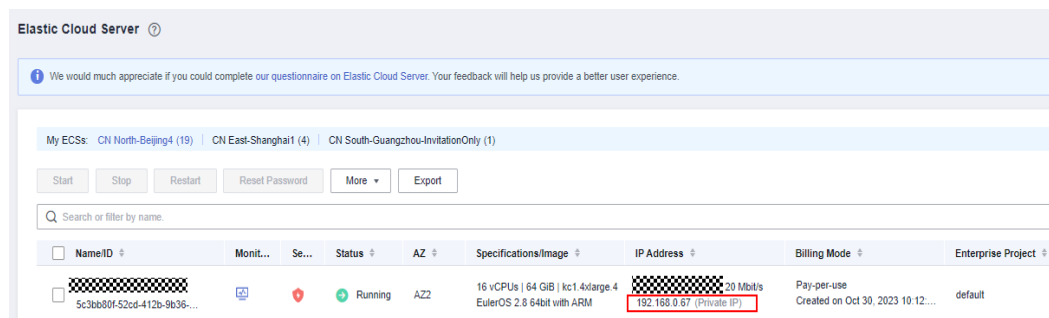 Elastic Cloud Server ?
We would much appreciate if you could complete our questionnaire on Elastic Cloud Server. Your feedback will help us provide a better user experience.
My ECSs: CN North-Beijing4 (19) | CN East-Shanghai1 (4) | CN South-Guangzhou-InvitationOnly (1)
Start Stop Restart Reset Password More Export
Search or filter by name.
Name/ID Monit... Se... Status AZ Specifications/Image IP Address Billing Mode Enterprise Project
16 vCPUs | 64 GiB | kc1.4xlarge.4 20 Mbit/s Pay-per-use
Running AZ2 default
5c3bb80f-52cd-412b-9b36-... EulerOS 2.8 64bit with ARM 192.168.0.67 (Private IP) Created on Oct 30, 2023 10:12:...